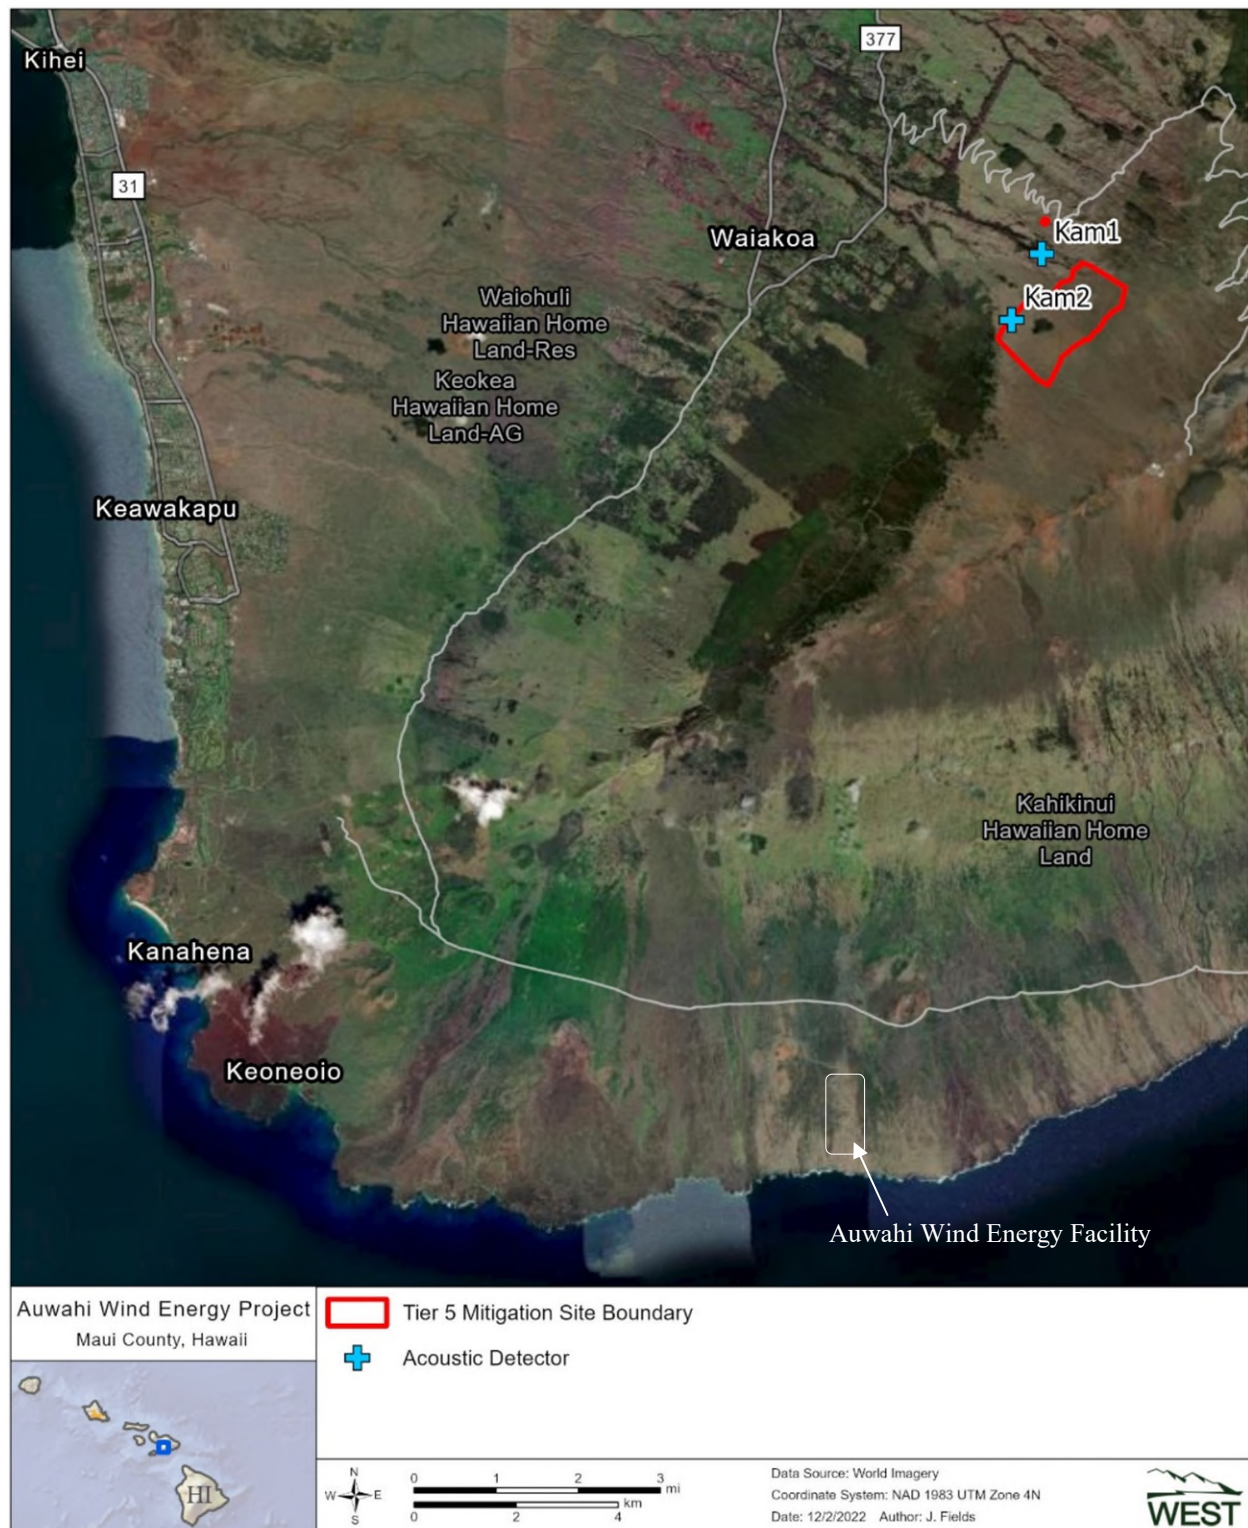 377
Kihei
31
Kam1
Waiakoa
Kam2
Waiohuli
Hawaiian Home
Land-Res
Keokea
Hawaiian Home
Land-AG
Keawakapu
Kahikinui
Hawaiian Home
Land
Kanahena
Keoneoio
Auwahi Wind Energy Facility
Auwahi Wind Energy Project
Maui County, Hawaii
HI
Tier 5 Mitigation Site Boundary
Acoustic Detector
N
W E
S
0 1 2 3
mi
km
0 2 4
Data Source: World Imagery
Coordinate System: NAD 1983 UTM Zone 4N
Date: 12/2/2022 Author: J. Fields
WEST